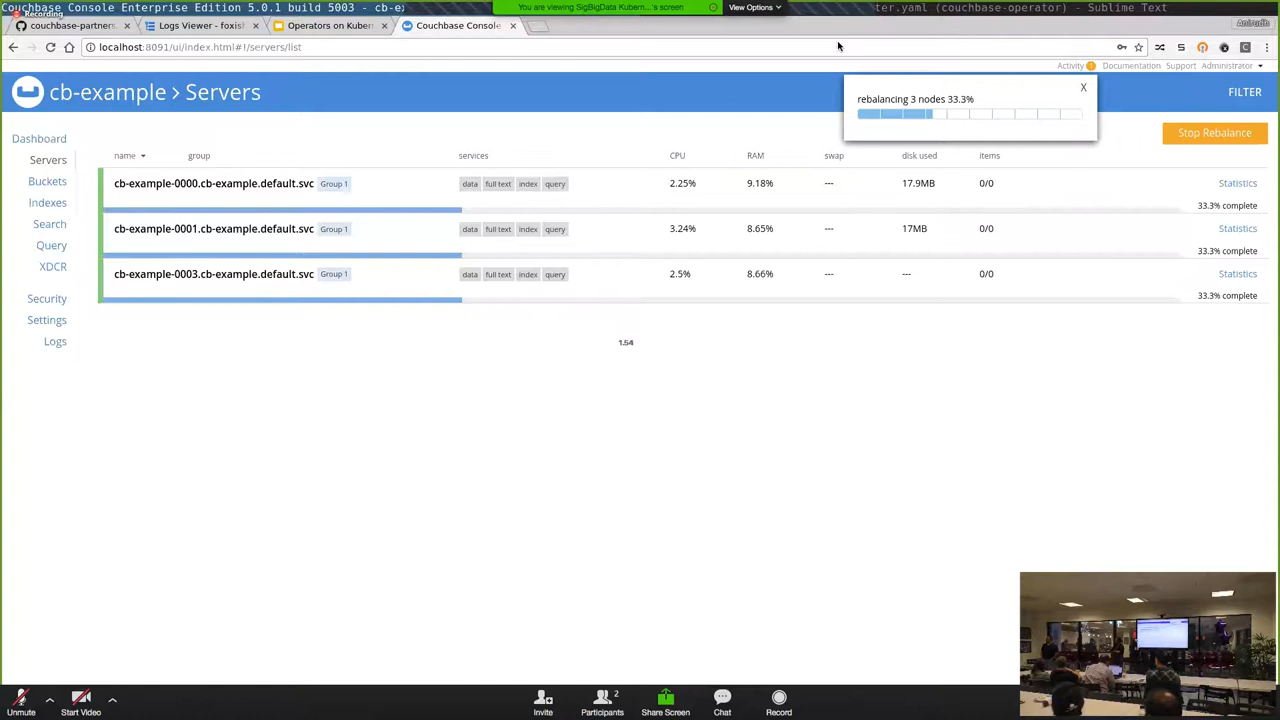 Couchbase Console Enterprise Edition 5.0.1 build 5003 - cb-ex
You are viewing SigBigData Kubern...'s screen
View Options
ter.yaml (couchbase-operator) - Sublime Text
Recording
couchbase-partners
Logs Viewer - foxish
Operators on Kubern
Couchbase Console
Anirudh
localhost:8091/ui/index.html#!/servers/list
Activity
Documentation
Support
Administrator
cb-example > Servers
FILTER
X
rebalancing 3 nodes 33.3%
Stop Rebalance
Dashboard
Servers
Buckets
Indexes
Search
Query
XDCR
Security
Settings
Logs
name group services CPU RAM swap disk used items
cb-example-0000.cb-example.default.svc Group 1 data full text index query 2.25% 9.18% --- 17.9MB 0/0 Statistics
33.3% complete
cb-example-0001.cb-example.default.svc Group 1 data full text index query 3.24% 8.65% --- 17MB 0/0 Statistics
33.3% complete
cb-example-0003.cb-example.default.svc Group 1 data full text index query 2.5% 8.66% --- --- 0/0 Statistics
33.3% complete
1.54
Unmute
Start Video
Invite
Participants
2
Share Screen
Chat
Record